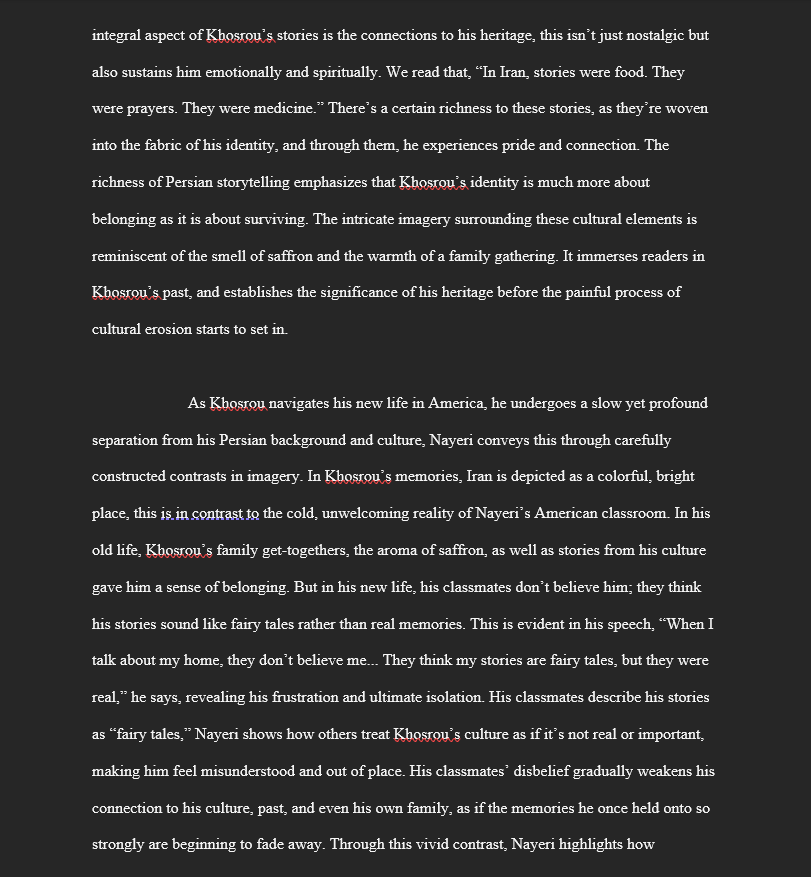 integral aspect of Khosrou’s stories is the connections to his heritage, this isn’t just nostalgic but
also sustains him emotionally and spiritually. We read that, “In Iran, stories were food. They
were prayers. They were medicine.” There’s a certain richness to these stories, as they’re woven
into the fabric of his identity, and through them, he experiences pride and connection. The
richness of Persian storytelling emphasizes that Khosrou’s identity is much more about
belonging as it is about surviving. The intricate imagery surrounding these cultural elements is
reminiscent of the smell of saffron and the warmth of a family gathering. It immerses readers in
Khosrou’s past, and establishes the significance of his heritage before the painful process of
cultural erosion starts to set in.
As Khosrou navigates his new life in America, he undergoes a slow yet profound
separation from his Persian background and culture, Nayeri conveys this through carefully
constructed contrasts in imagery. In Khosrou’s memories, Iran is depicted as a colorful, bright
place, this is in contrast to the cold, unwelcoming reality of Nayeri’s American classroom. In his
old life, Khosrou’s family get-togethers, the aroma of saffron, as well as stories from his culture
gave him a sense of belonging. But in his new life, his classmates don’t believe him; they think
his stories sound like fairy tales rather than real memories. This is evident in his speech, “When I
talk about my home, they don’t believe me... They think my stories are fairy tales, but they were
real,” he says, revealing his frustration and ultimate isolation. His classmates describe his stories
as “fairy tales,” Nayeri shows how others treat Khosrou’s culture as if it’s not real or important,
making him feel misunderstood and out of place. His classmates’ disbelief gradually weakens his
connection to his culture, past, and even his own family, as if the memories he once held onto so
strongly are beginning to fade away. Through this vivid contrast, Nayeri highlights how